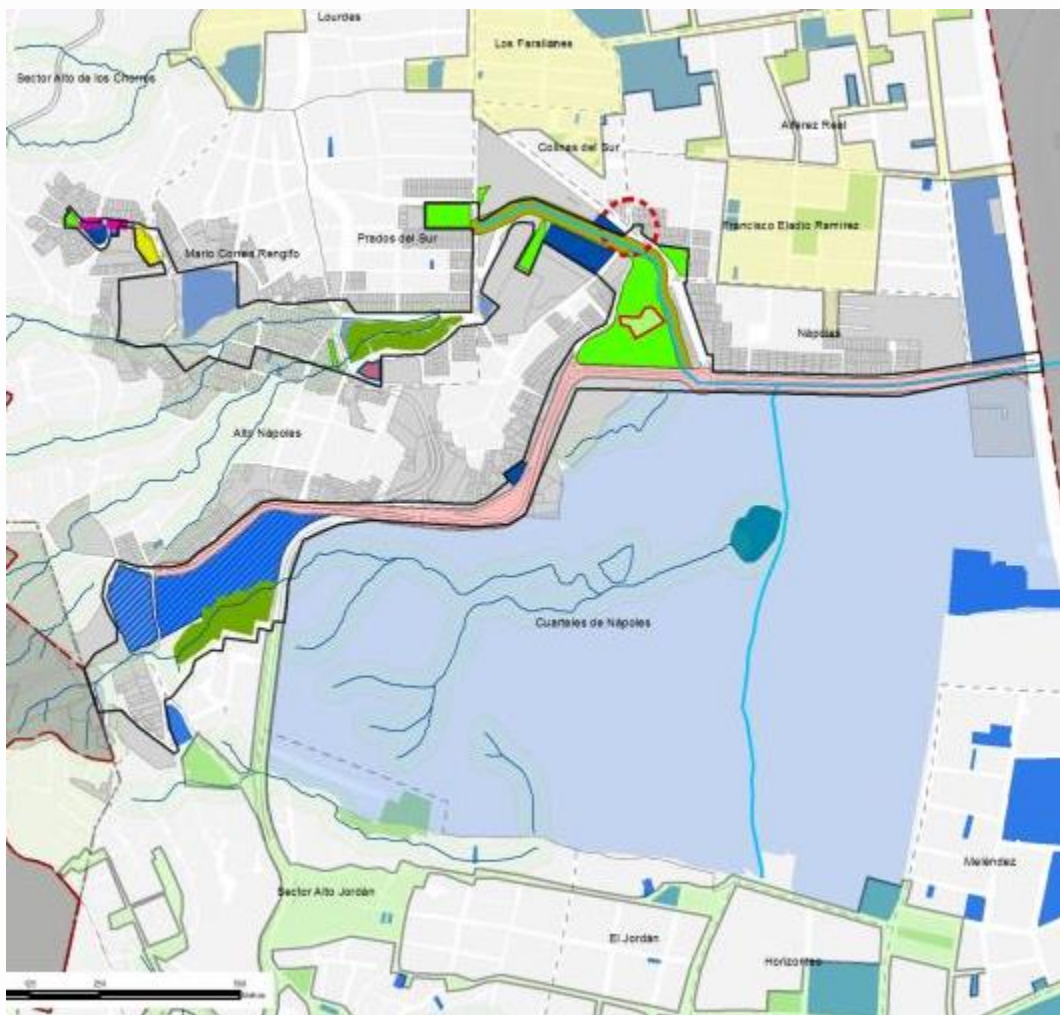 Lourdes
Los Farallones
Sector Alto de los Chorros
Alférez Real
Colinas del Sur
Francisco Eladio Ramirez
Prados del Sur
Mario Correa Rengifo
Nápoles
Alto Nápoles
Cuarteles de Nápoles
Meléndez
Sector Alto Jordán
El Jordán
Horizontes